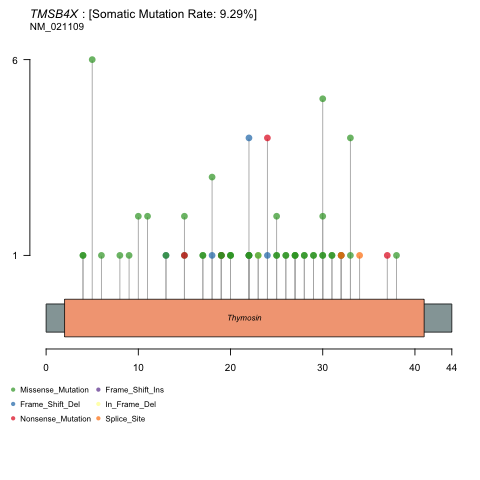 TMSB4X : [Somatic Mutation Rate: 9.29%]
NM_021109
6
1
Thymosin
0 10 20 30 40 44
Missense_Mutation Frame_Shift_Ins
Frame_Shift_Del In_Frame_Del
Nonsense_Mutation Splice_Site